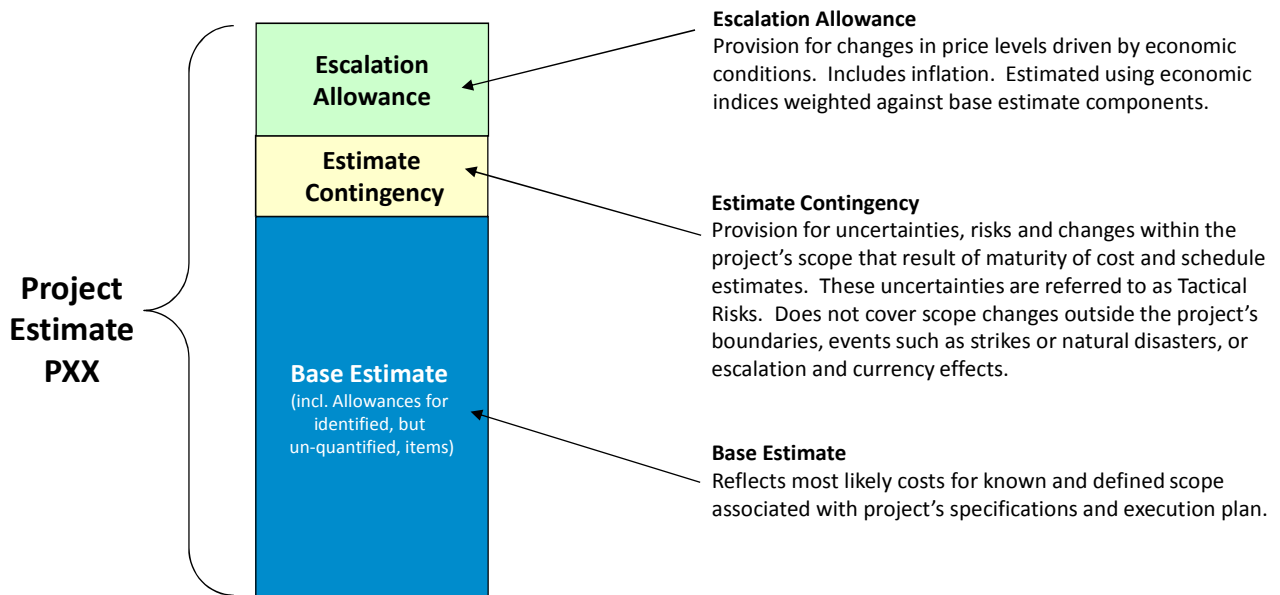 Project
Estimate
PXX
Escalation
Allowance
Estimate
Contingency
Base Estimate
(incl. Allowances for
identified, but
un-quantified, items)
Escalation Allowance
Provision for changes in price levels driven by economic
conditions.  Includes inflation.  Estimated using economic
indices weighted against base estimate components.
Estimate Contingency
Provision for uncertainties, risks and changes within the
project’s scope that result of maturity of cost and schedule
estimates.  These uncertainties are referred to as Tactical
Risks.  Does not cover scope changes outside the project’s
boundaries, events such as strikes or natural disasters, or
escalation and currency effects.
Base Estimate
Reflects most likely costs for known and defined scope
associated with project’s specifications and execution plan.